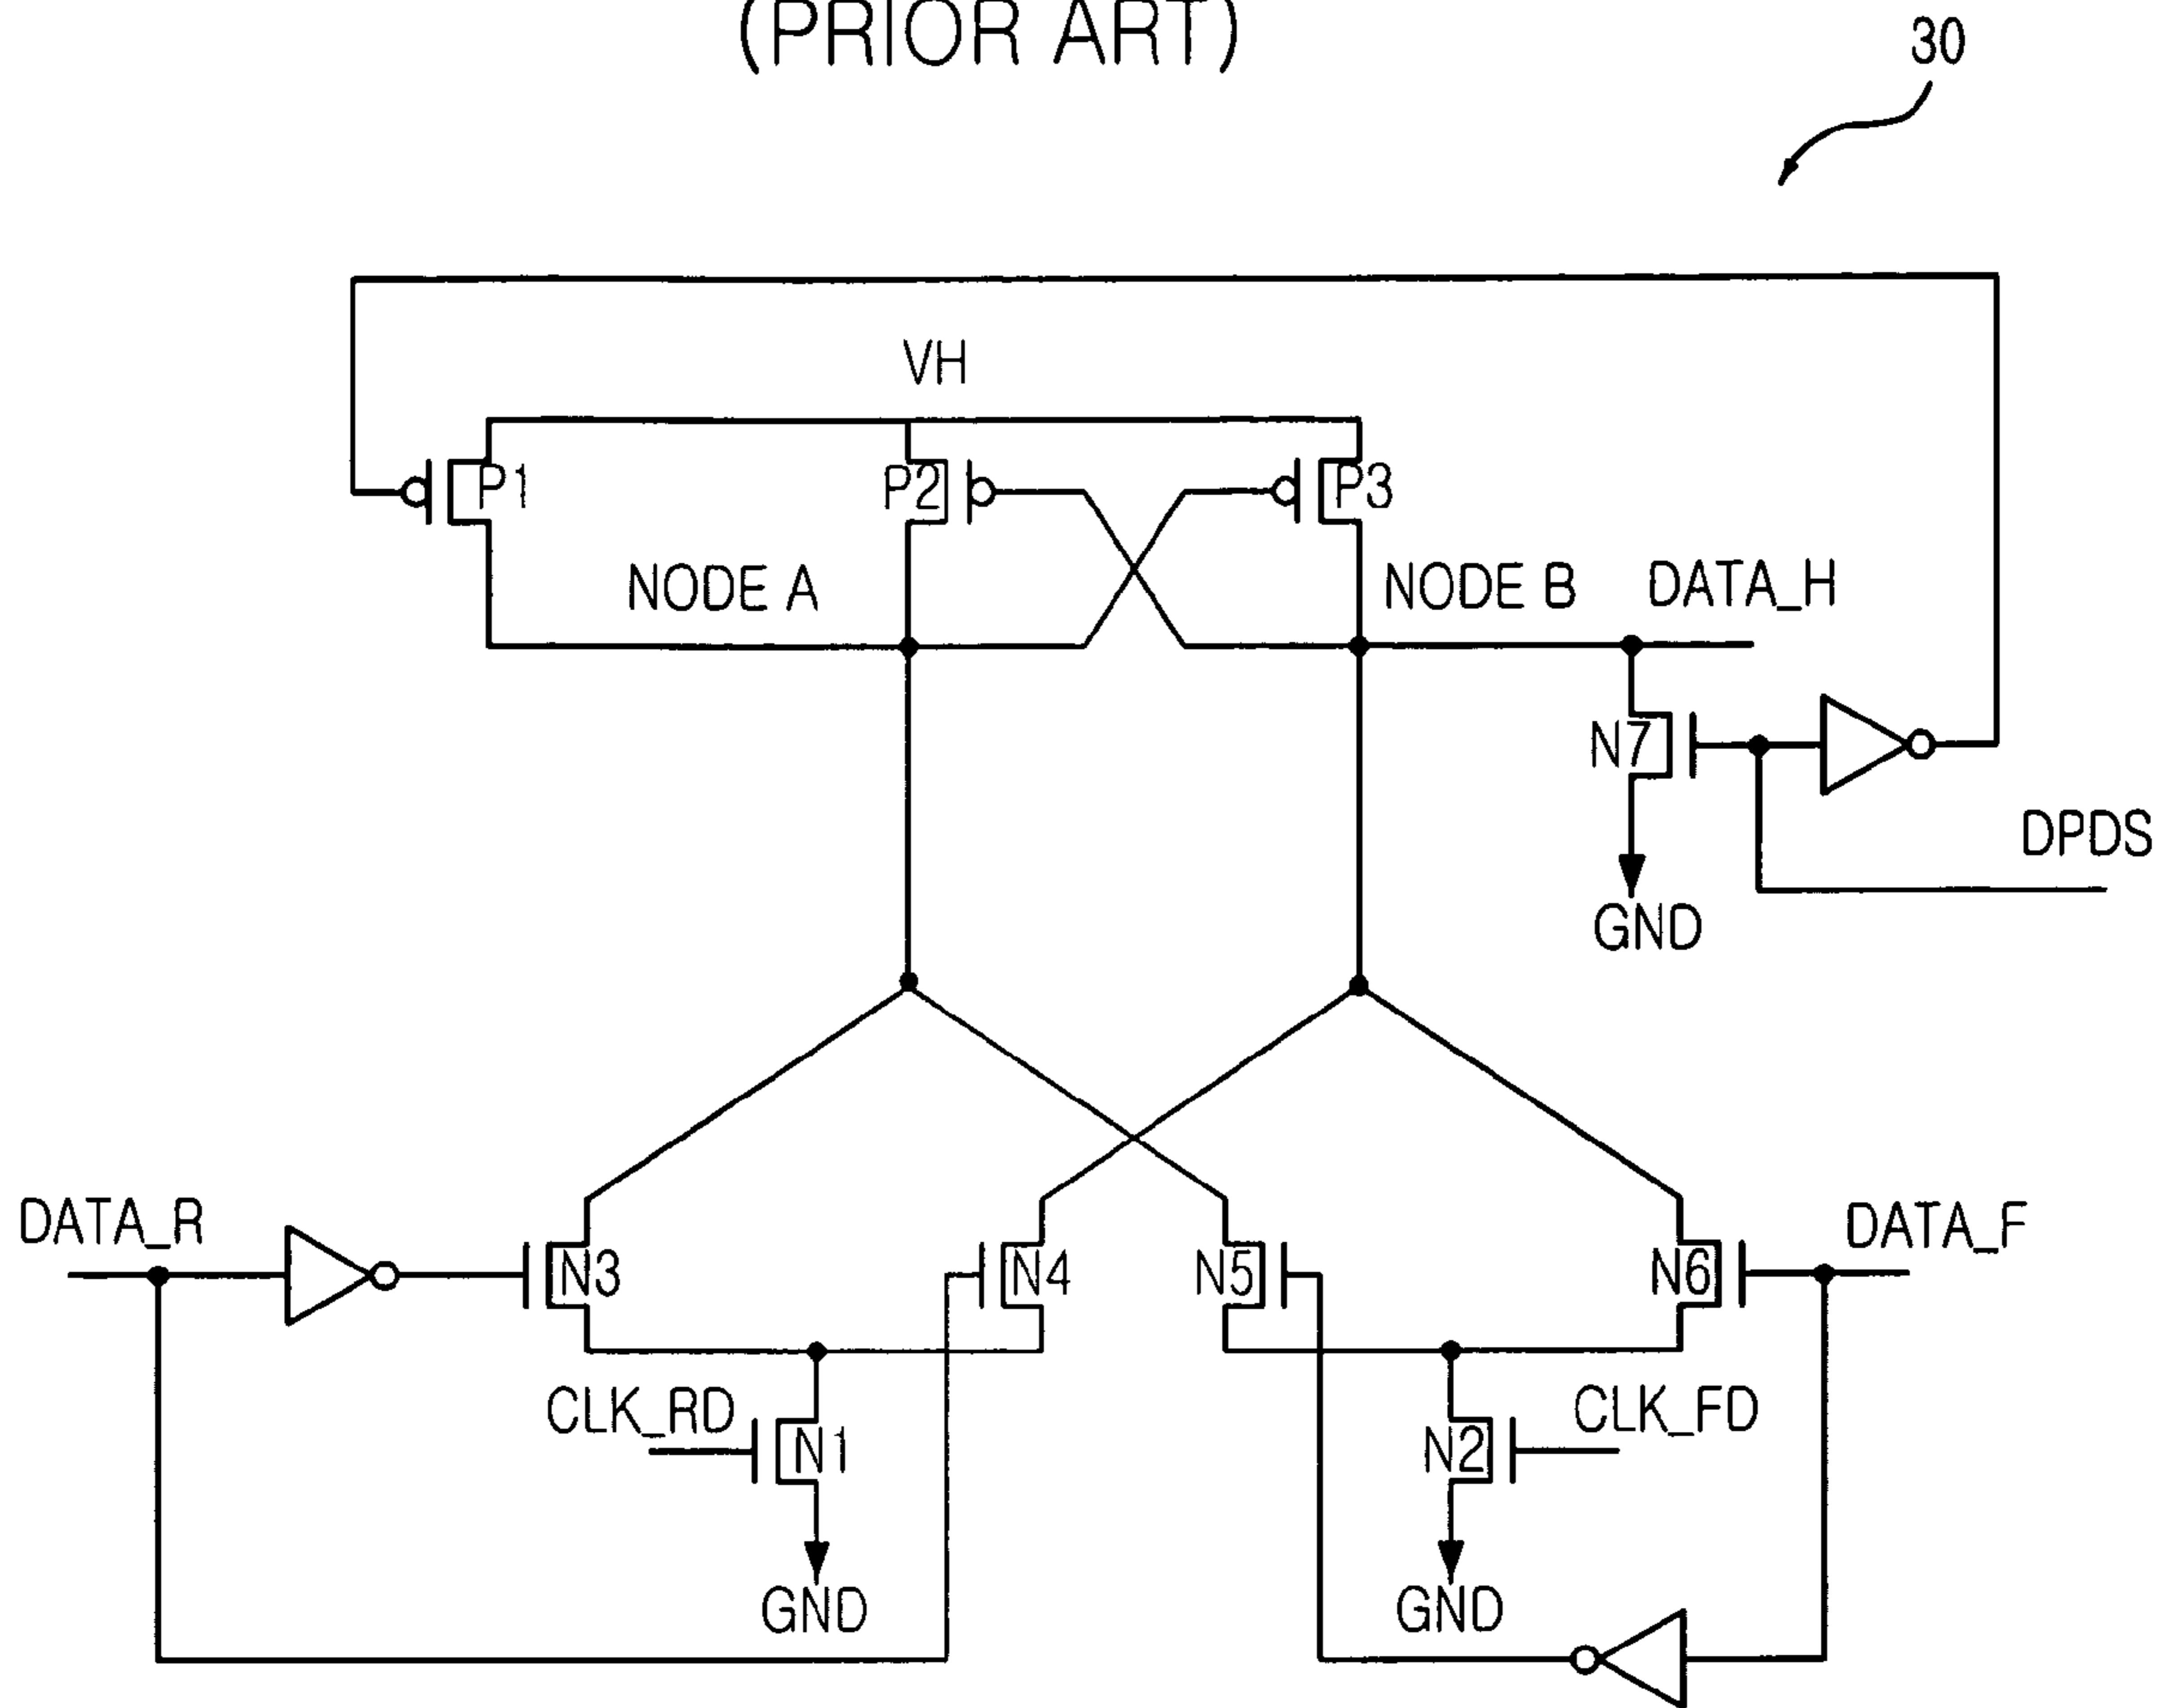 (PRIOR ART)
30
VH
P1
P2
P3
NODE A
NODE B
DATA_H
N7
DPDS
GND
DATA_R
N3
N4
N5
N6
DATA_F
CLK_RD
N1
N2
CLK_FD
GND
GND